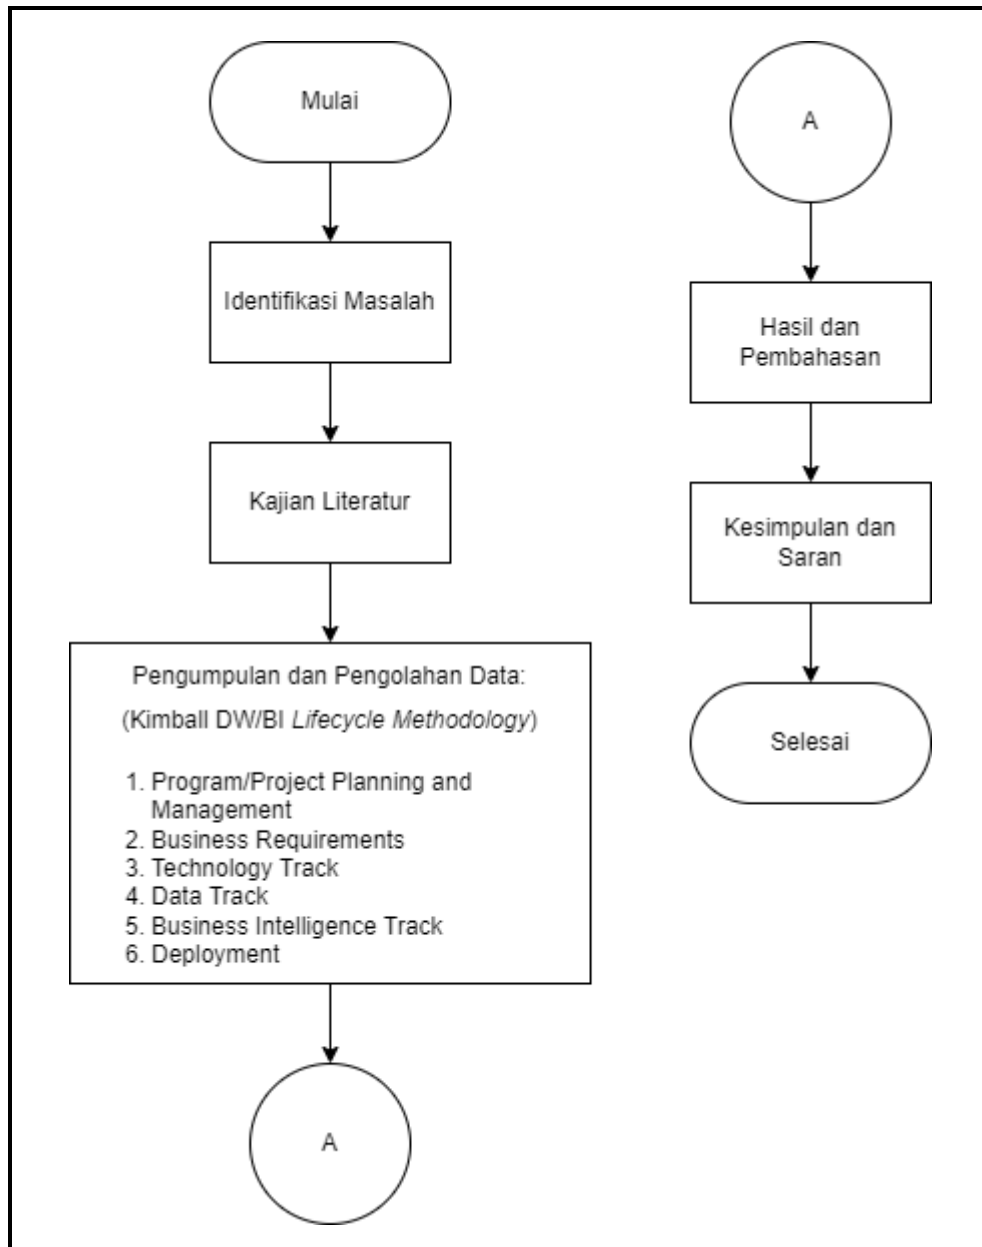 Mulai
Identifikasi Masalah
Kajian Literatur
Pengumpulan dan Pengolahan Data:
(Kimball DW/BI Lifecycle Methodology)
1. Program/Project Planning and
Management
2. Business Requirements
3. Technology Track
4. Data Track
5. Business Intelligence Track
6. Deployment
A
A
Hasil dan
Pembahasan
Kesimpulan dan
Saran
Selesai